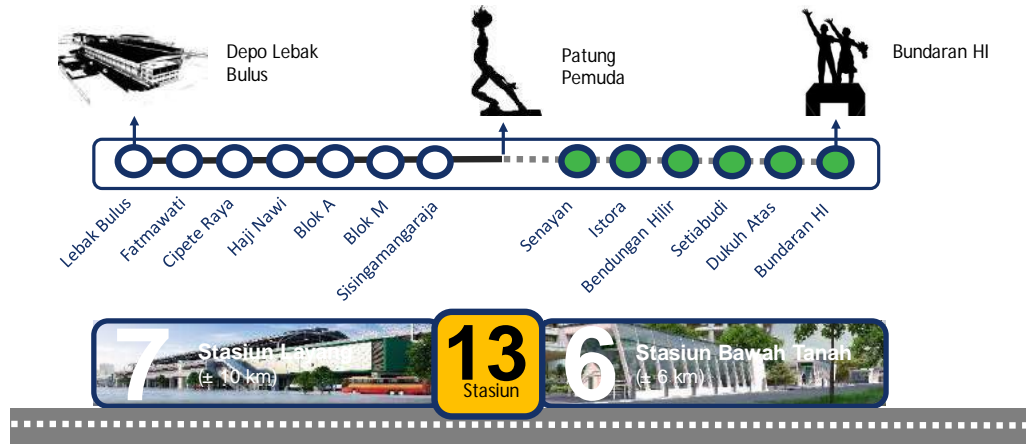 Depo Lebak
Bulus
Patung
Pemuda
Bundaran HI
Lebak Bulus
Fatmawati
Cipete Raya
Haji Nawi
Blok A
Blok M
Sisingamangaraja
Senayan
Istora
Bendungan Hilir
Setiabudi
Dukuh Atas
Bundaran HI
7
Stasiun Layang
(± 10 km)
13
Stasiun
6
Stasiun Bawah Tanah
(± 6 km)